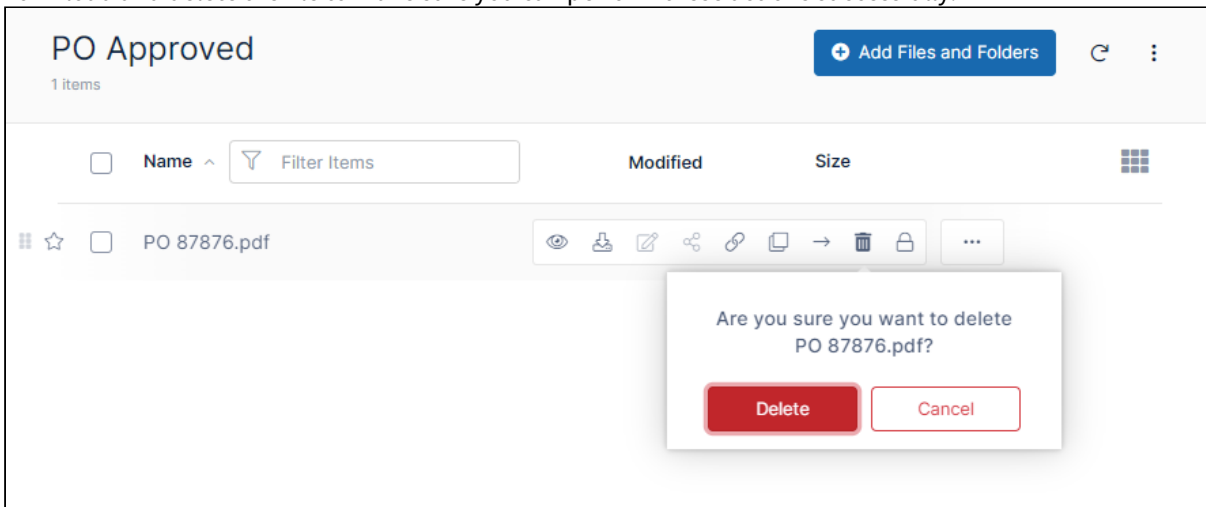 PO Approved
1 items
Add Files and Folders
Name
Filter Items
Modified
Size
PO 87876.pdf
Are you sure you want to delete
PO 87876.pdf?
Delete
Cancel